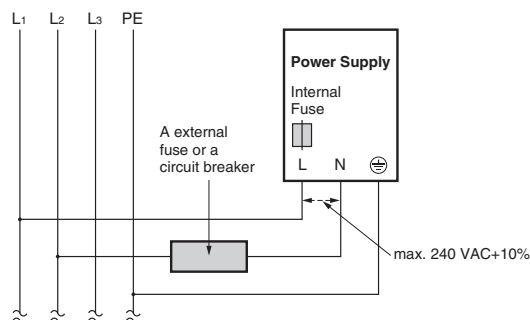 L1 L2 L3 PE
Power Supply
Internal
Fuse
A external
fuse or a
circuit breaker
L N
max. 240 VAC+10%